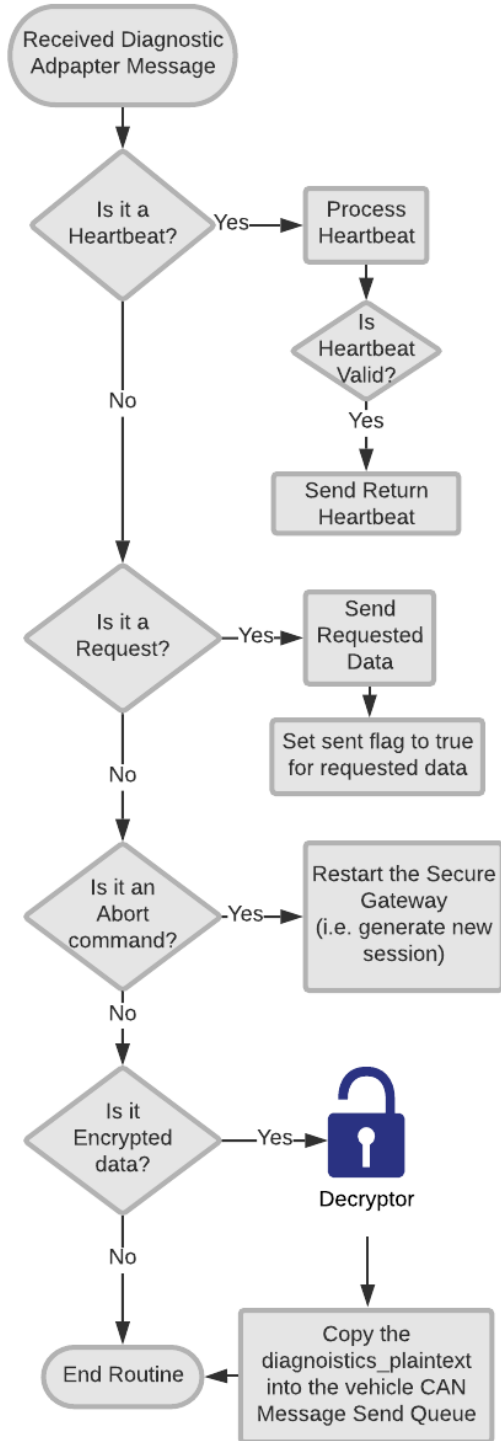 Received Diagnostic
Adpapter Message
Is it a
Heartbeat?
Yes
Process
Heartbeat
Is
Heartbeat
Valid?
Yes
Send Return
Heartbeat
No
Is it a
Request?
Yes
Send
Requested
Data
Set sent flag to true
for requested data
No
Is it an
Abort
command?
Yes
Restart the Secure
Gateway
(i.e. generate new
session)
No
Is it
Encrypted
data?
Yes
Decryptor
No
Copy the
diagnoistics_plaintext
into the vehicle CAN
Message Send Queue
End Routine